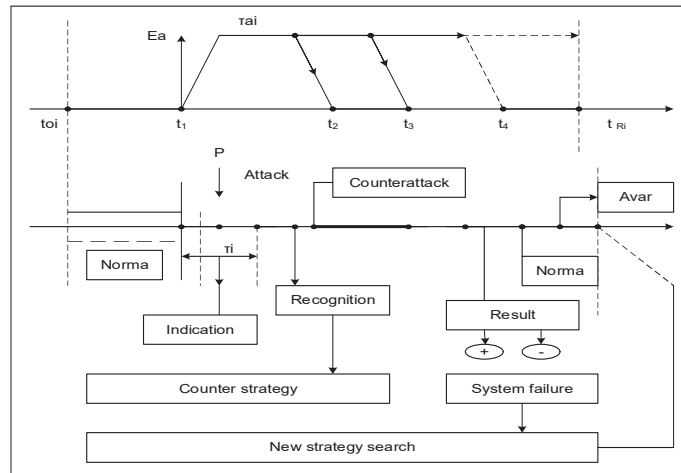 Ea
τai
toi
t1
t2
t3
t4
t Ri
P
Attack
Counterattack
Avar
Norma
τi
Norma
Recognition
Result
Indication
+
-
Counter strategy
System failure
New strategy search